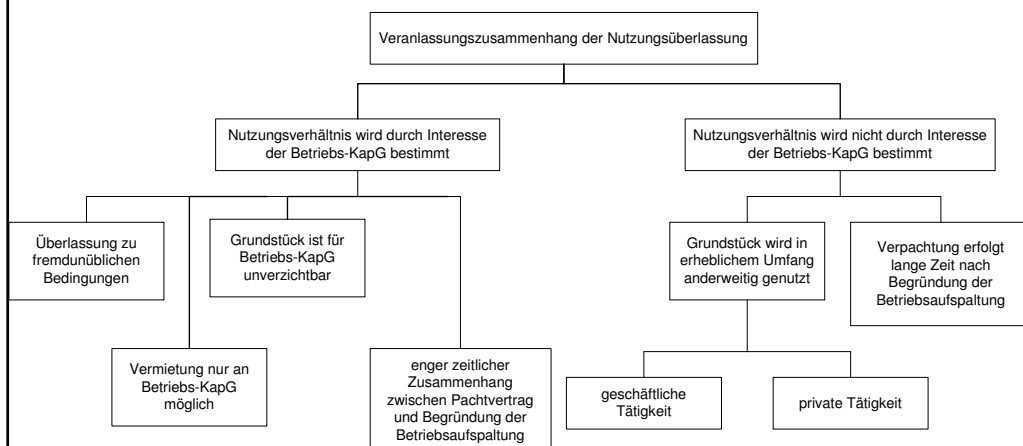 Veranlassungszusammenhang der Nutzungsüberlassung
Nutzungsverhältnis wird durch Interesse
der Betriebs-KapG bestimmt
Nutzungsverhältnis wird nicht durch Interesse
der Betriebs-KapG bestimmt
Überlassung zu
fremdunüblichen
Bedingungen
Grundstück ist für
Betriebs-KapG
unverzichtbar
Grundstück wird in
erheblichem Umfang
anderweitig genutzt
Verpachtung erfolgt
lange Zeit nach
Begründung der
Betriebsaufspaltung
Vermietung nur an
Betriebs-KapG
möglich
enger zeitlicher
Zusammenhang
zwischen Pachtvertrag
und Begründung der
Betriebsaufspaltung
geschäftliche
Tätigkeit
private Tätigkeit